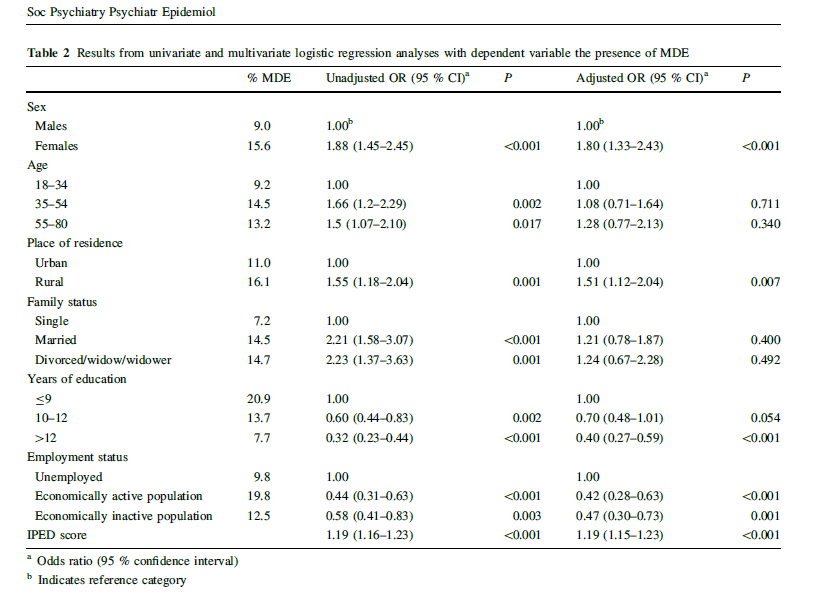 Soc Psychiatry Psychiatr Epidemiol
Table 2 Results from univariate and multivariate logistic regression analyses with dependent variable the presence of MDE
% MDE Unadjusted OR (95 % CI)a P Adjusted OR (95 % CI)a P
Sex
Males 9.0 1.00b 1.00b
Females 15.6 1.88 (1.45–2.45) <0.001 1.80 (1.33–2.43) <0.001
Age
18–34 9.2 1.00 1.00
35–54 14.5 1.66 (1.2–2.29) 0.002 1.08 (0.71–1.64) 0.711
55–80 13.2 1.5 (1.07–2.10) 0.017 1.28 (0.77–2.13) 0.340
Place of residence
Urban 11.0 1.00 1.00
Rural 16.1 1.55 (1.18–2.04) 0.001 1.51 (1.12–2.04) 0.007
Family status
Single 7.2 1.00 1.00
Married 14.5 2.21 (1.58–3.07) <0.001 1.21 (0.78–1.87) 0.400
Divorced/widow/widower 14.7 2.23 (1.37–3.63) 0.001 1.24 (0.67–2.28) 0.492
Years of education
≤9 20.9 1.00 1.00
10–12 13.7 0.60 (0.44–0.83) 0.002 0.70 (0.48–1.01) 0.054
>12 7.7 0.32 (0.23–0.44) <0.001 0.40 (0.27–0.59) <0.001
Employment status
Unemployed 9.8 1.00 1.00
Economically active population 19.8 0.44 (0.31–0.63) <0.001 0.42 (0.28–0.63) <0.001
Economically inactive population 12.5 0.58 (0.41–0.83) 0.003 0.47 (0.30–0.73) 0.001
IPED score 1.19 (1.16–1.23) <0.001 1.19 (1.15–1.23) <0.001
a Odds ratio (95 % confidence interval)
b Indicates reference category